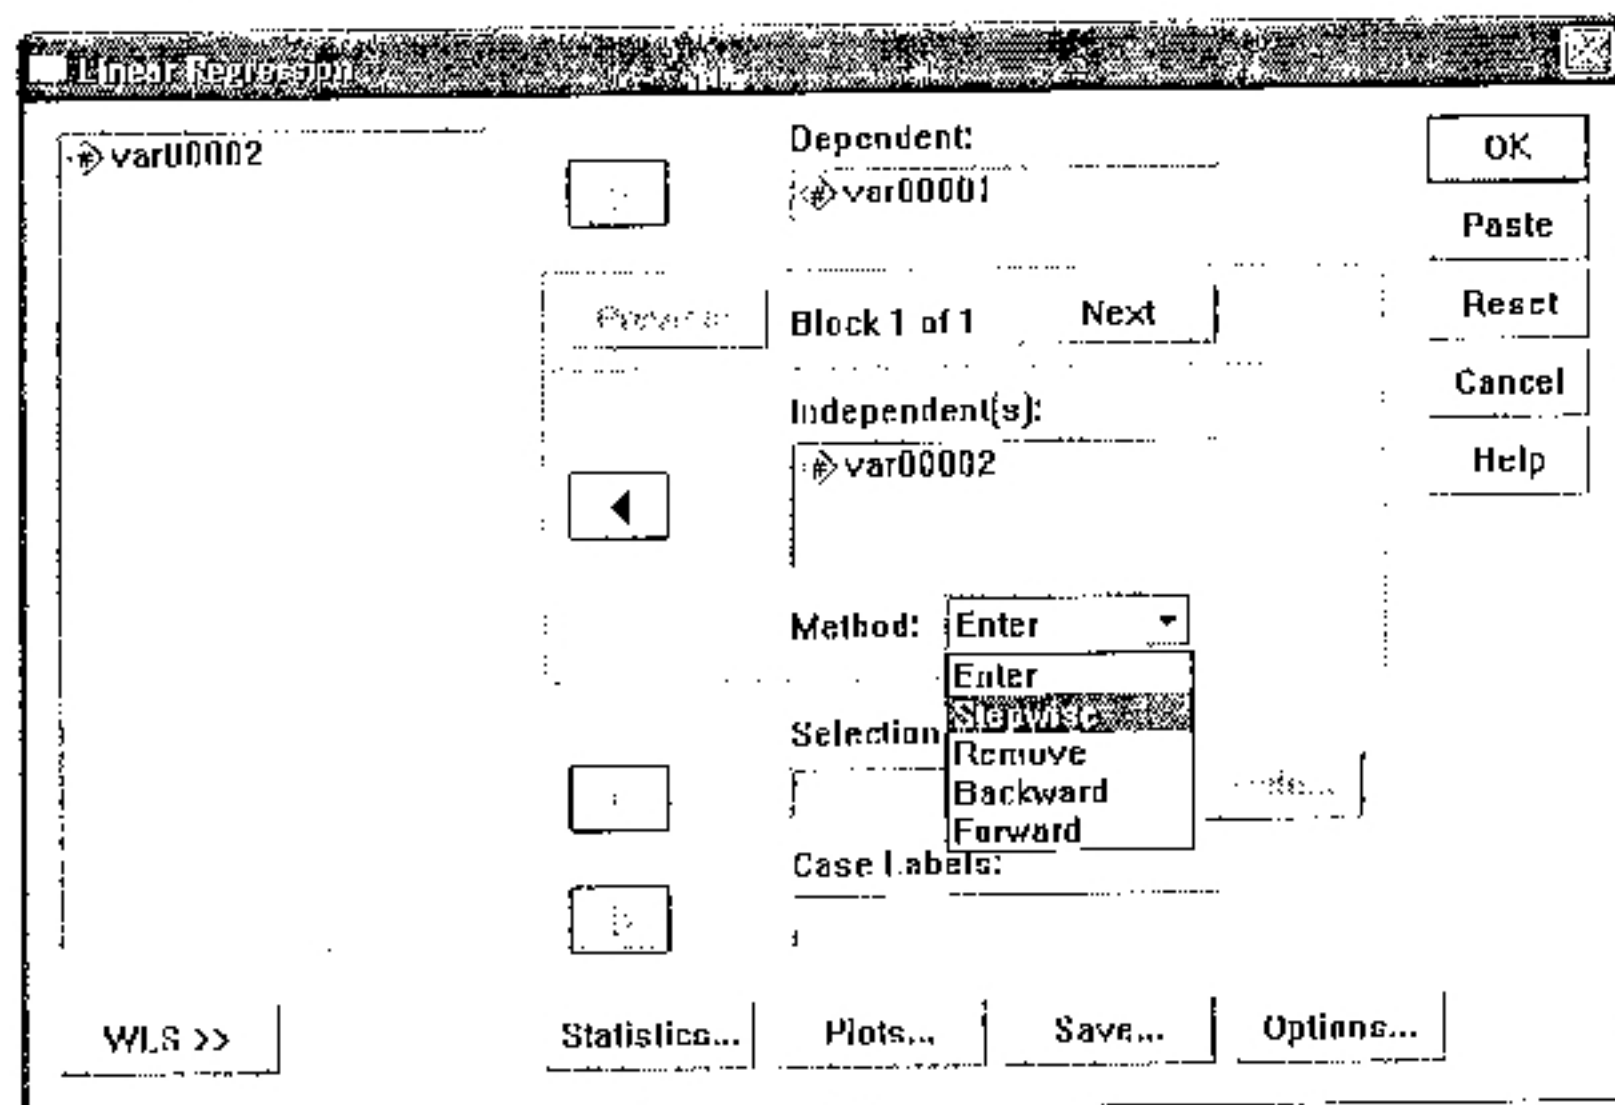 Linear Regression
var00002
Dependent:
var00001
OK
Paste
Block 1 of 1
Next
Reset
Independent(s):
Cancel
var00002
Help
Method:
Enter
Enter
Stepwise
Remove
Backward
Forward
Selection
Case Labels:
WLS >>
Statistics...
Plots...
Save...
Options...